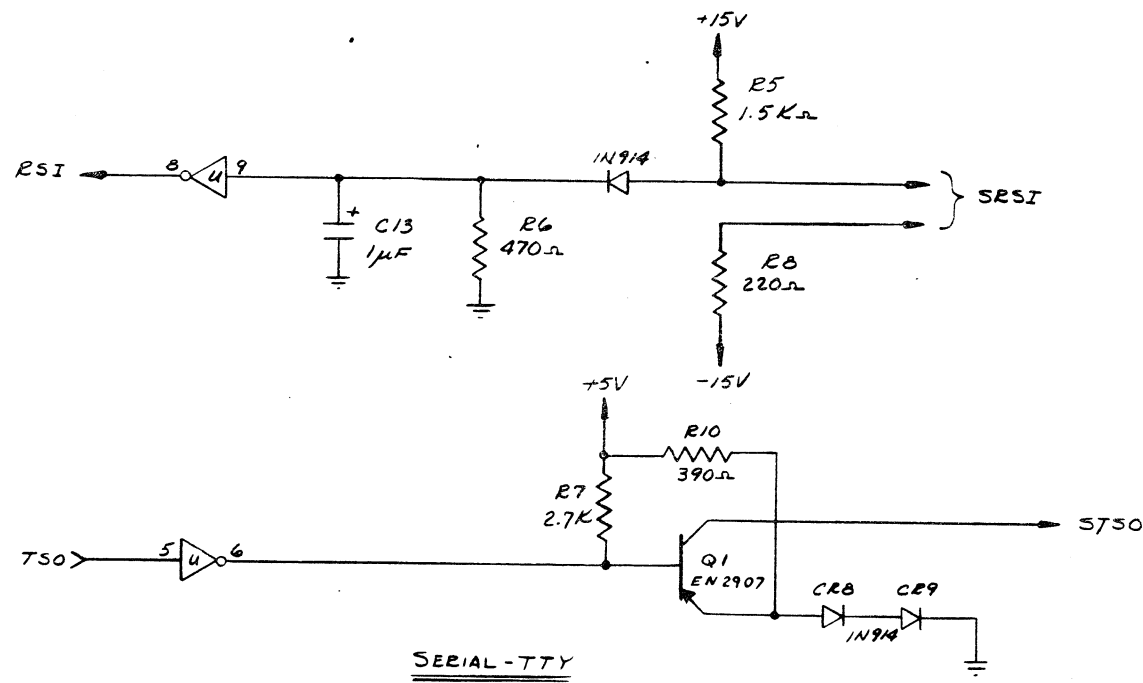 +15V
R5
1.5KΩ
1N914
RSI
8
U
9
SRSI
+
C13
1µF
R6
470Ω
R8
220Ω
-15V
+5V
R10
390Ω
R7
2.7K
STSO
TSO
5
U
6
Q1
EN2907
CR8
CR9
1N914
SERIAL-TTY